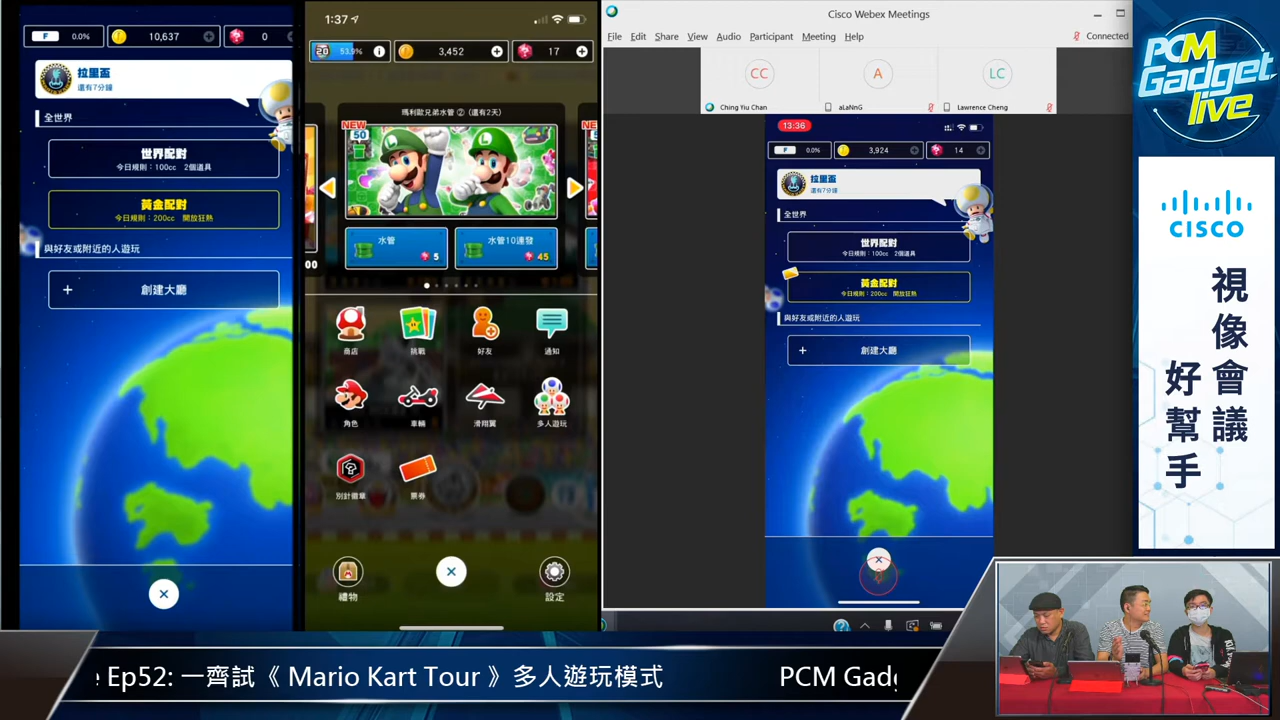 F 0.0%
10,637
0
拉里盃
還有7分鐘
全世界
世界配對
今日規則：100cc 2個道具
黃金配對
今日規則：200cc 開放狂熱
與好友或附近的人遊玩
+ 創建大廳
1:37
20 53.9%
3,452
17
瑪利歐兄弟水管 ② (還有2天)
NEW
50
NEW
水管
5
水管10連發
45
00
商店
挑戰
好友
通知
角色
車輛
滑翔翼
多人遊玩
別計徽章
票券
禮物
設定
Cisco Webex Meetings
File Edit Share View Audio Participant Meeting Help
Connected
CC
A
LC
Ching Yiu Chan
aLaNnG
Lawrence Cheng
13:36
F 0.0%
3,924
14
拉里盃
還有7分鐘
全世界
世界配對
今日規則：100cc 2個道具
黃金配對
今日規則：200cc 開放狂熱
與好友或附近的人遊玩
+ 創建大廳
PCM
Gadget
live
CISCO
視像會議
好幫手
e Ep52: 一齊試《 Mario Kart Tour 》多人遊玩模式
PCM Gadg